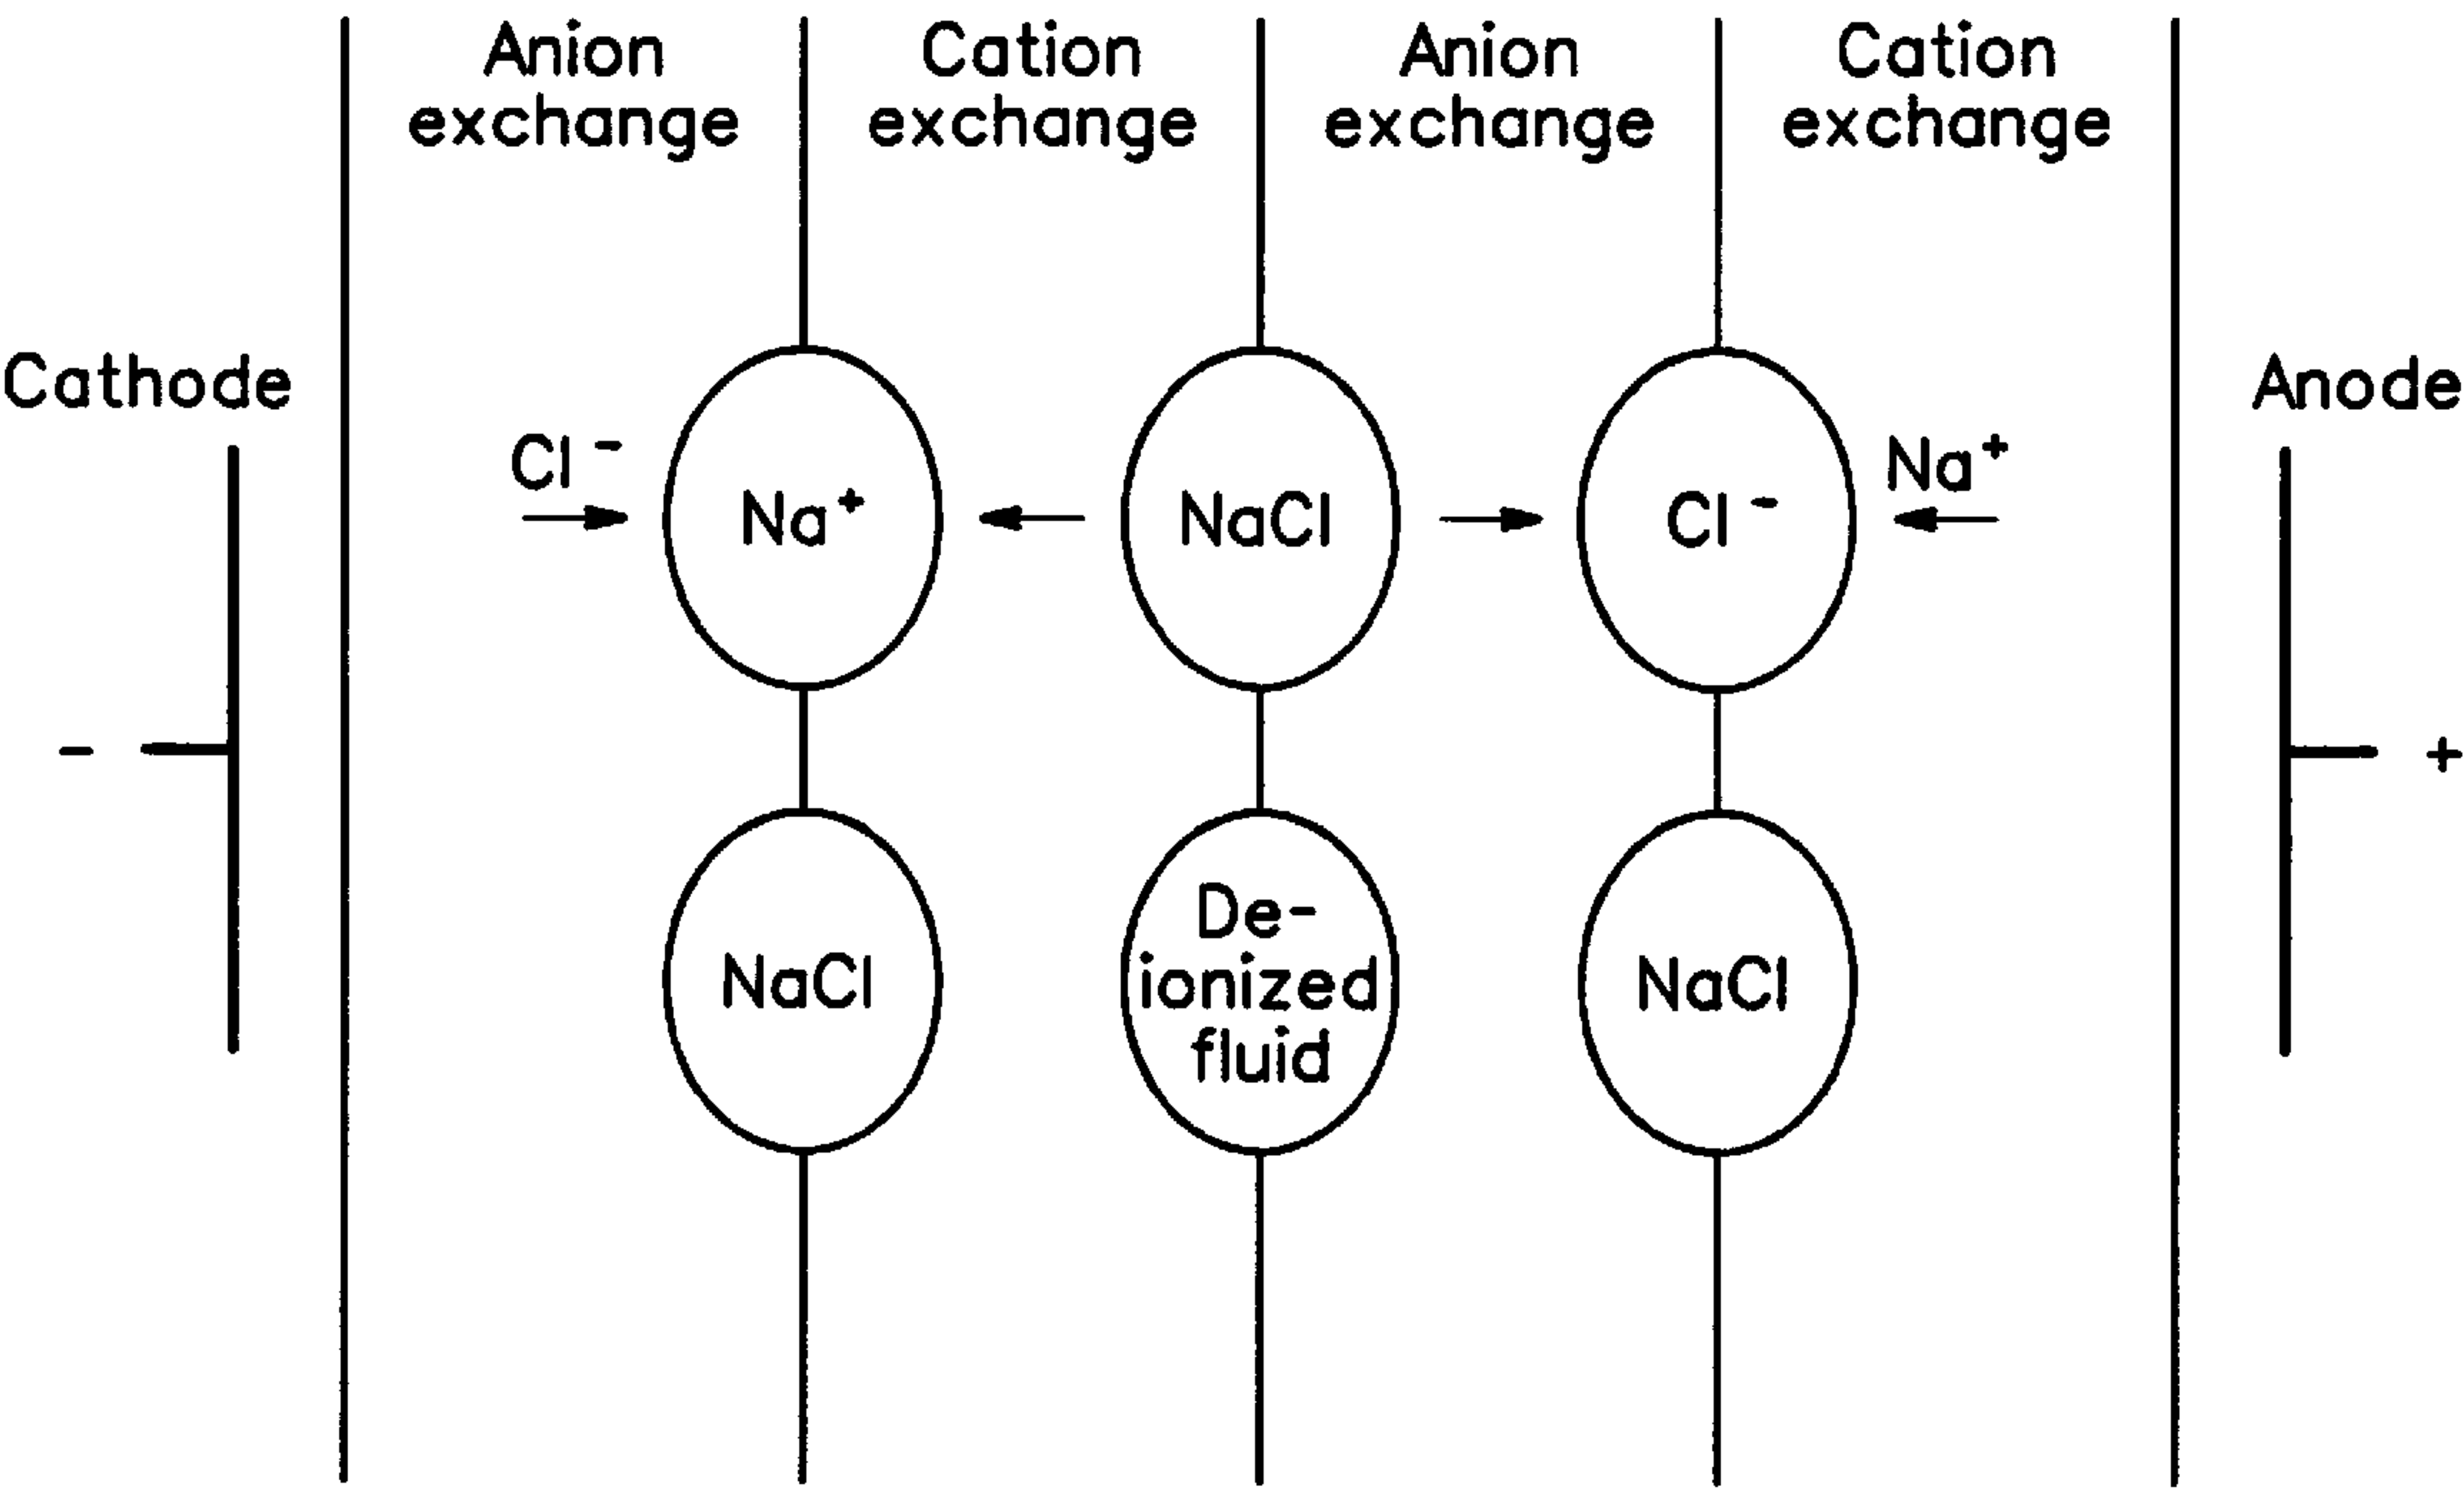 Anion
exchange
Cation
exchange
Anion
exchange
Cation
exchange
Cathode
Anode
Cl -
Na+
NaCl
Cl -
Na+
NaCl
De-
ionized
fluid
NaCl
-
+